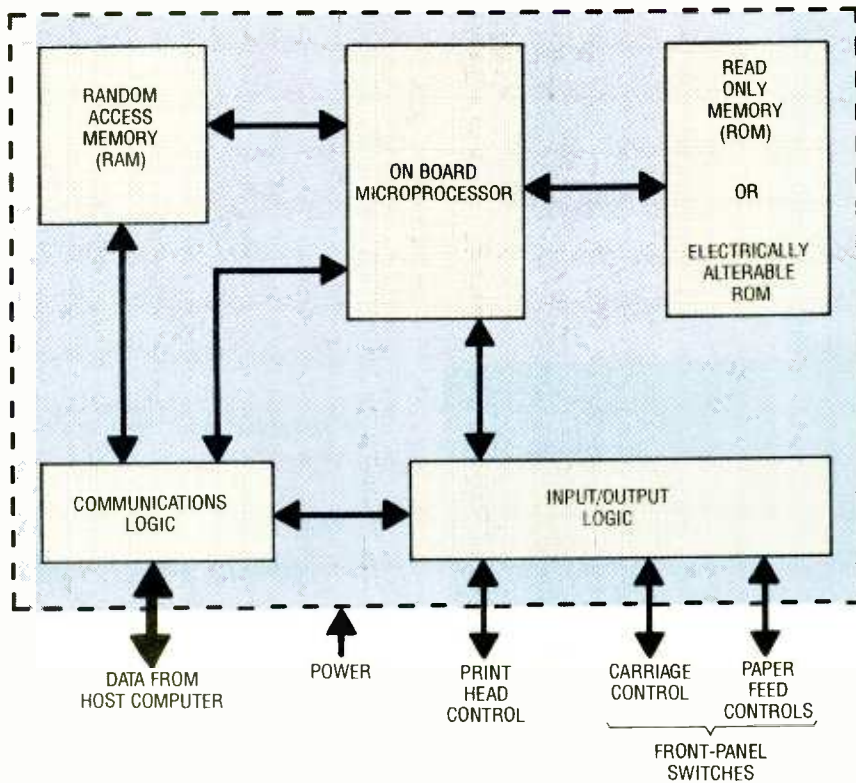 RANDOM
ACCESS
MEMORY
(RAM)
ON BOARD
MICROPROCESSOR
READ
ONLY
MEMORY
(ROM)
OR
ELECTRICALLY
ALTERABLE
ROM
COMMUNICATIONS
LOGIC
INPUT/OUTPUT
LOGIC
DATA FROM
HOST COMPUTER
POWER
PRINT
HEAD
CONTROL
CARRIAGE
CONTROL
PAPER
FEED
CONTROLS
FRONT-PANEL
SWITCHES